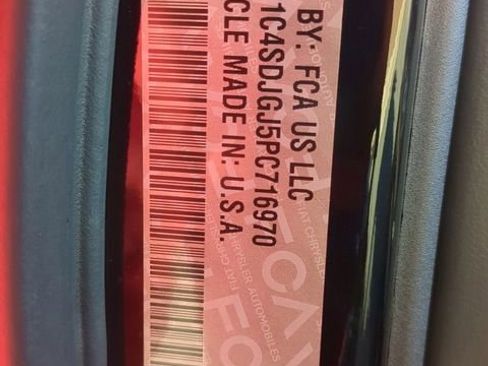 BY: FCA US LLC
1C4SDJGJ5PC716970
CLE MADE IN: U.S.A.